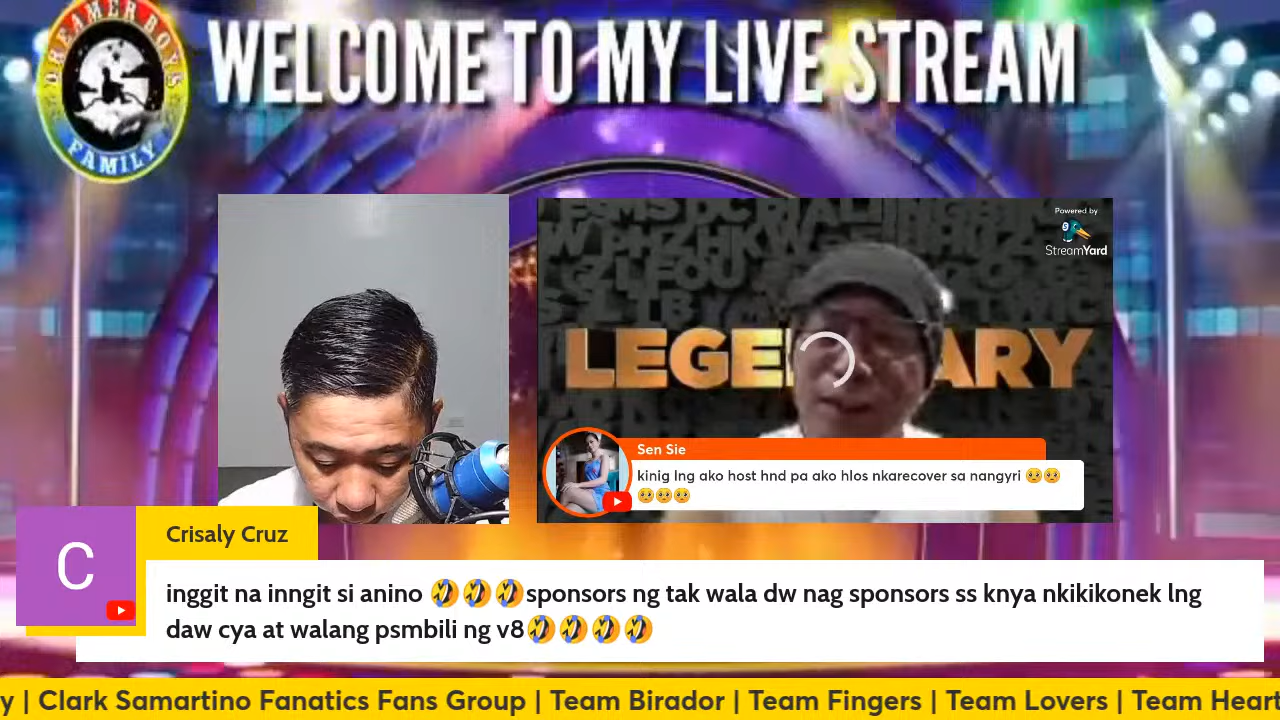 DREAMER BOYS
FAMILY
WELCOME TO MY LIVE STREAM
Powered by
StreamYard
LEGE ARY
Sen Sie
kinig lng ako host hnd pa ako hlos nkarecover sa nangyri 🥺🥺
🥺🥺🥺
C
Crisaly Cruz
inggit na inngit si anino 🤣🤣🤣sponsors ng tak wala dw nag sponsors ss knya nkikikonek lng
daw cya at walang psmbili ng v8🤣🤣🤣🤣
y | Clark Samartino Fanatics Fans Group | Team Birador | Team Fingers | Team Lovers | Team Heart